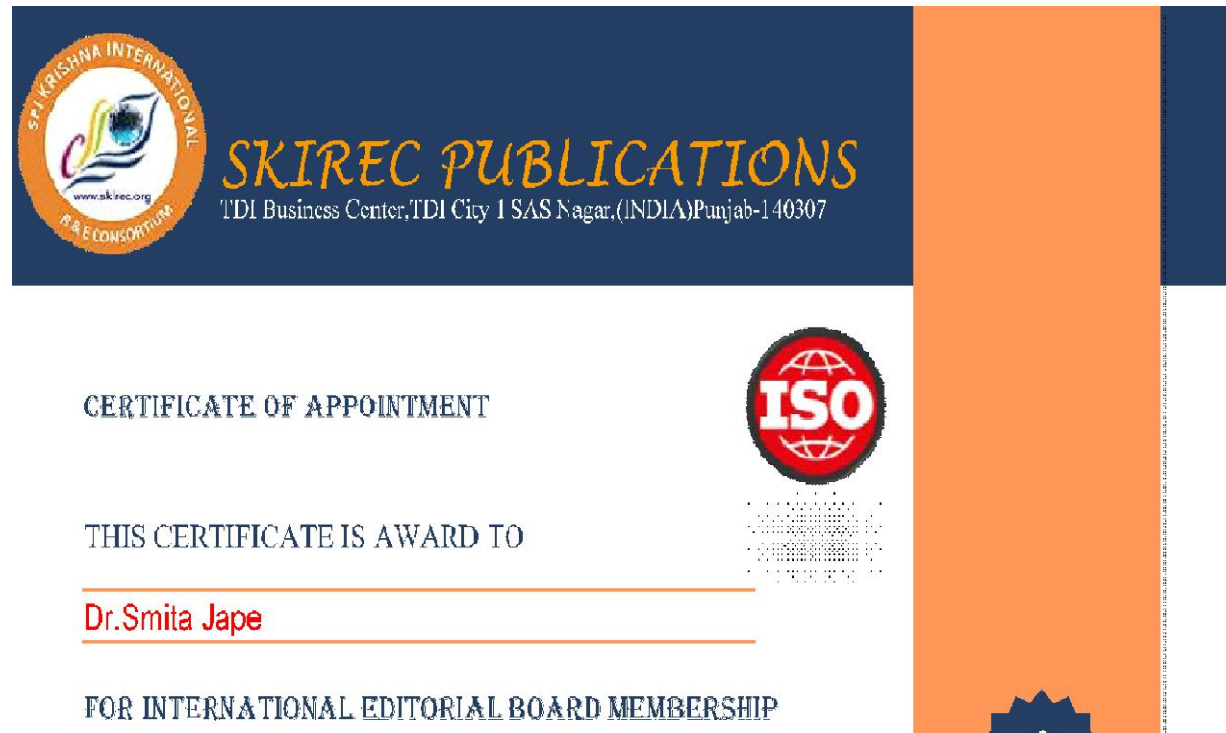 SRI KRISHNA INTERNATIONAL
www.skirec.org
R & E CONSORTIUM
SKIREC PUBLICATIONS
TDI Business Center,TDI City 1 SAS Nagar,(INDIA)Punjab-140307
CERTIFICATE OF APPOINTMENT
ISO
THIS CERTIFICATE IS AWARD TO
Dr.Smita Jape
FOR INTERNATIONAL EDITORIAL BOARD MEMBERSHIP